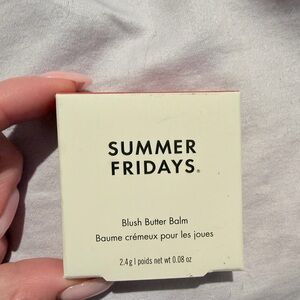 SUMMER
FRIDAYS®
Blush Butter Balm
Baume crémeux pour les joues
2.4g | poids net wt 0.08 oz